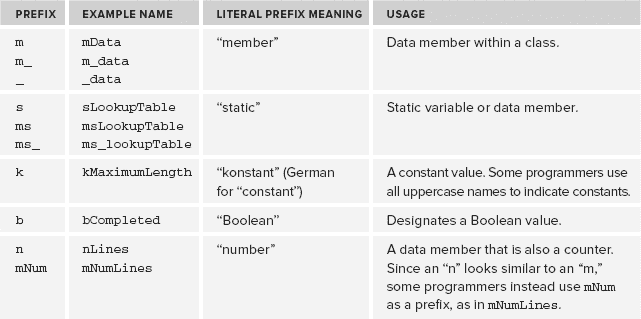 PREFIX EXAMPLE NAME LITERAL PREFIX MEANING USAGE
m mData “member” Data member within a class.
m_ m_data
_ _data
s sLookupTable “static” Static variable or data member.
ms msLookupTable
ms_ ms_lookupTable
k kMaximumLength “konstant” (German A constant value. Some programmers use
for “constant”) all uppercase names to indicate constants.
b bCompleted “Boolean” Designates a Boolean value.
n nLines “number” A data member that is also a counter.
mNum mNumLines Since an “n” looks similar to an “m,”
some programmers instead use mNum
as a prefix, as in mNumLines.